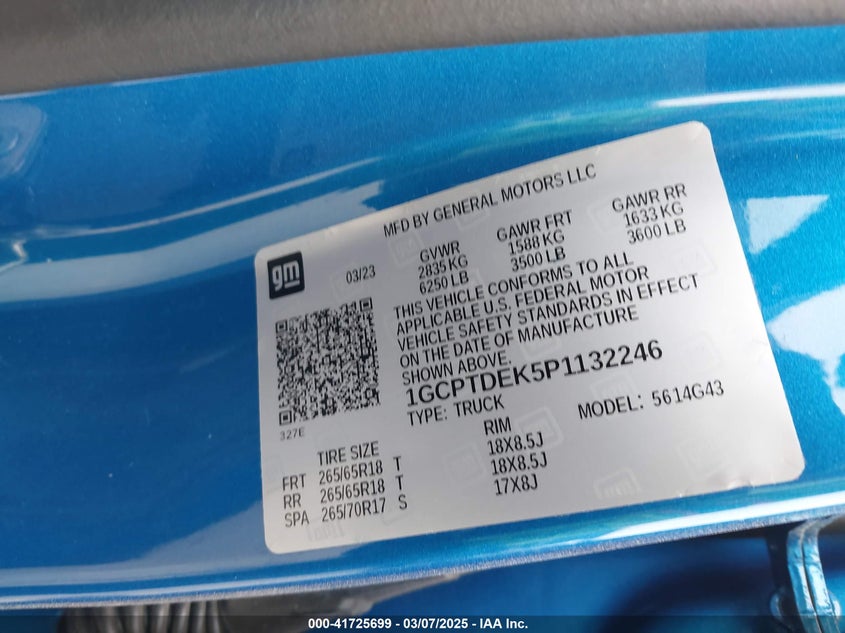 MFD BY GENERAL MOTORS LLC
gm
03/23
GVWR GAWR FRT GAWR RR
2835 KG 1588 KG 1633 KG
6250 LB 3500 LB 3600 LB
THIS VEHICLE CONFORMS TO ALL
APPLICABLE U.S. FEDERAL MOTOR
VEHICLE SAFETY STANDARDS IN EFFECT
ON THE DATE OF MANUFACTURE
SHOWN ABOVE.
1GCPTDEK5P1132246
TYPE: TRUCK MODEL: 5614G43
327E
TIRE SIZE RIM
FRT 265/65R18 T 18X8.5J
RR 265/65R18 T 18X8.5J
SPA 265/70R17 S 17X8J
000-41725699 - 03/07/2025 - IAA Inc.